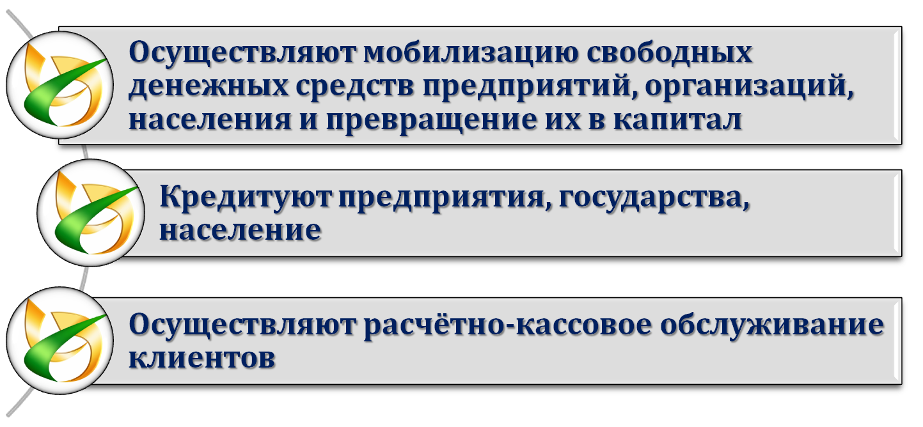 Осуществляют мобилизацию свободных
денежных средств предприятий, организаций,
населения и превращение их в капитал
Кредитуют предприятия, государства,
население
Осуществляют расчётно-кассовое обслуживание
клиентов